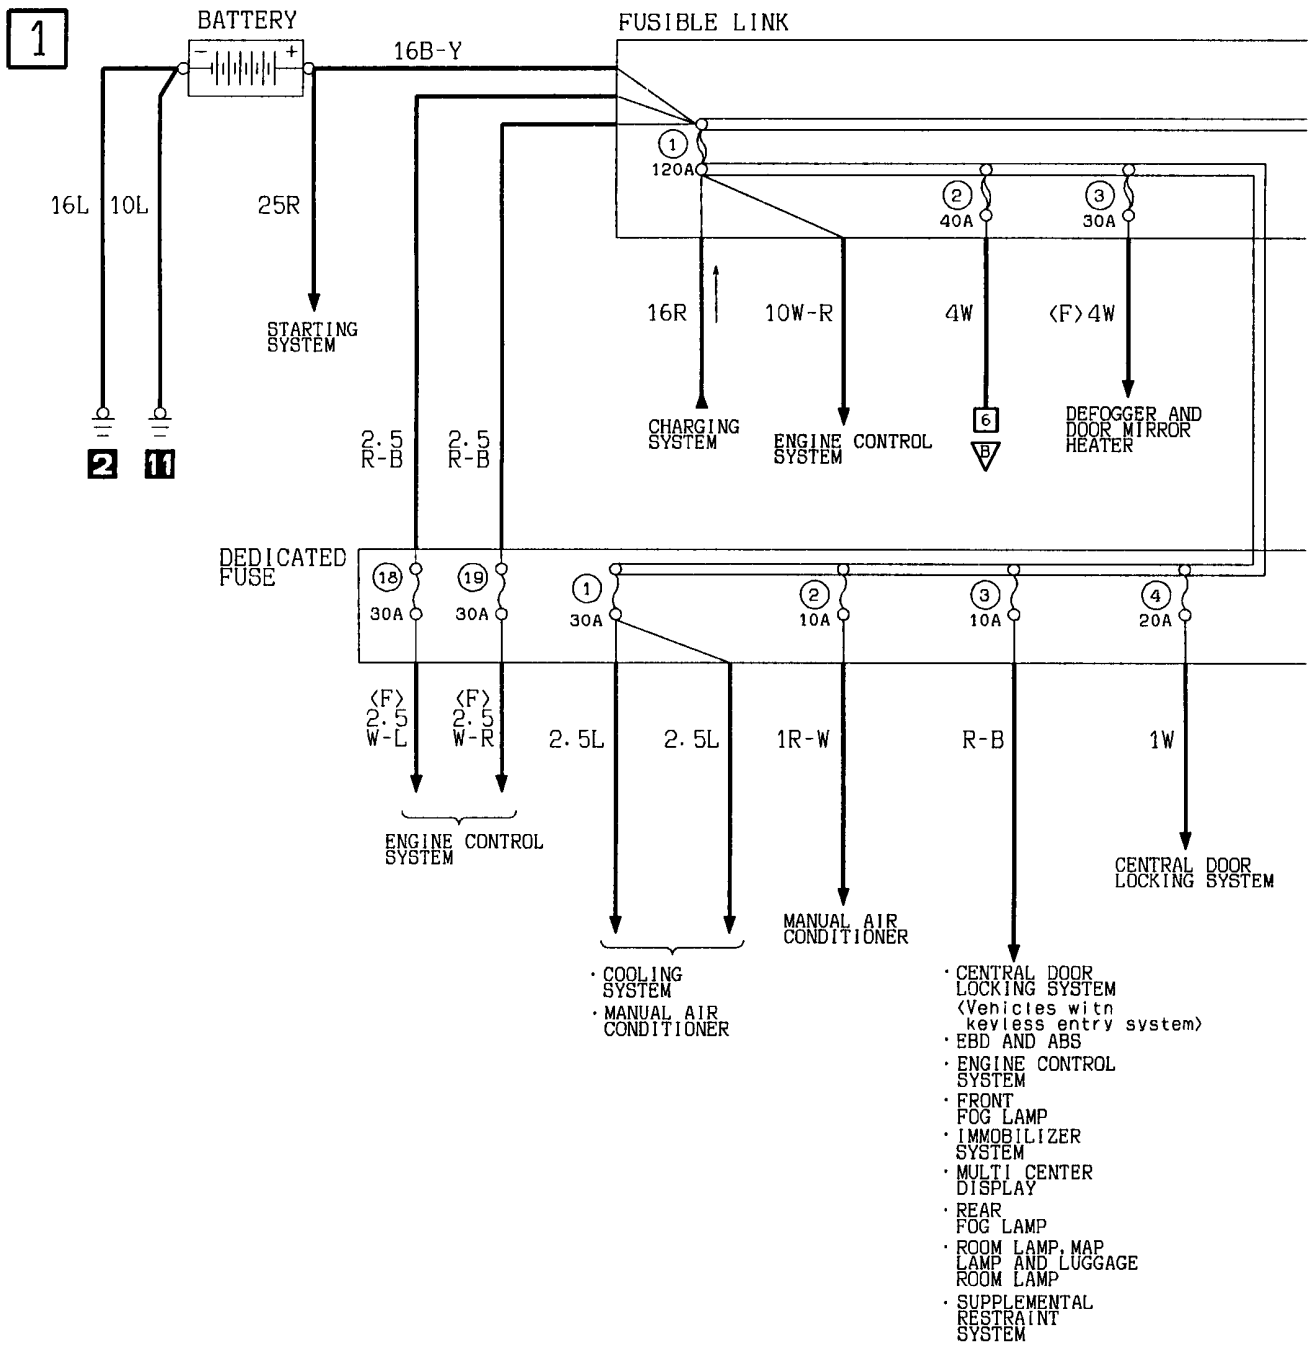 1
BATTERY
FUSIBLE LINK
- +
16B-Y
1
120A
2
40A
3
30A
16L 10L
25R
16R
10W-R
4W
<F>4W
STARTING
SYSTEM
CHARGING
SYSTEM
ENGINE CONTROL
SYSTEM
6
B
DEFOGGER AND
DOOR MIRROR
HEATER
2 11
2.5
R-B
2.5
R-B
DEDICATED
FUSE
18
30A
19
30A
1
30A
2
10A
3
10A
4
20A
<F>
2.5
W-L
<F>
2.5
W-R
2.5L
2.5L
1R-W
R-B
1W
ENGINE CONTROL
SYSTEM
CENTRAL DOOR
LOCKING SYSTEM
MANUAL AIR
CONDITIONER
· COOLING
SYSTEM
· MANUAL AIR
CONDITIONER
· CENTRAL DOOR
LOCKING SYSTEM
<Vehicles witn
keyless entry system>
· EBD AND ABS
· ENGINE CONTROL
SYSTEM
· FRONT
FOG LAMP
· IMMOBILIZER
SYSTEM
· MULTI CENTER
DISPLAY
· REAR
FOG LAMP
· ROOM LAMP, MAP
LAMP AND LUGGAGE
ROOM LAMP
· SUPPLEMENTAL
RESTRAINT
SYSTEM